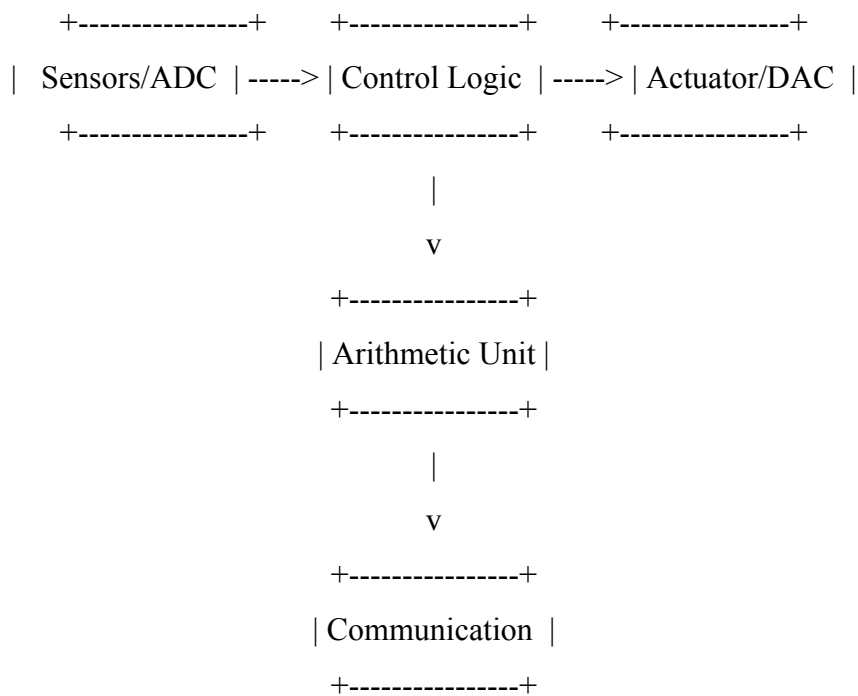 +----------------+ +----------------+ +----------------+
| Sensors/ADC | -----> | Control Logic | -----> | Actuator/DAC |
+----------------+ +----------------+ +----------------+
|
v
+----------------+
| Arithmetic Unit |
+----------------+
|
v
+----------------+
| Communication |
+----------------+